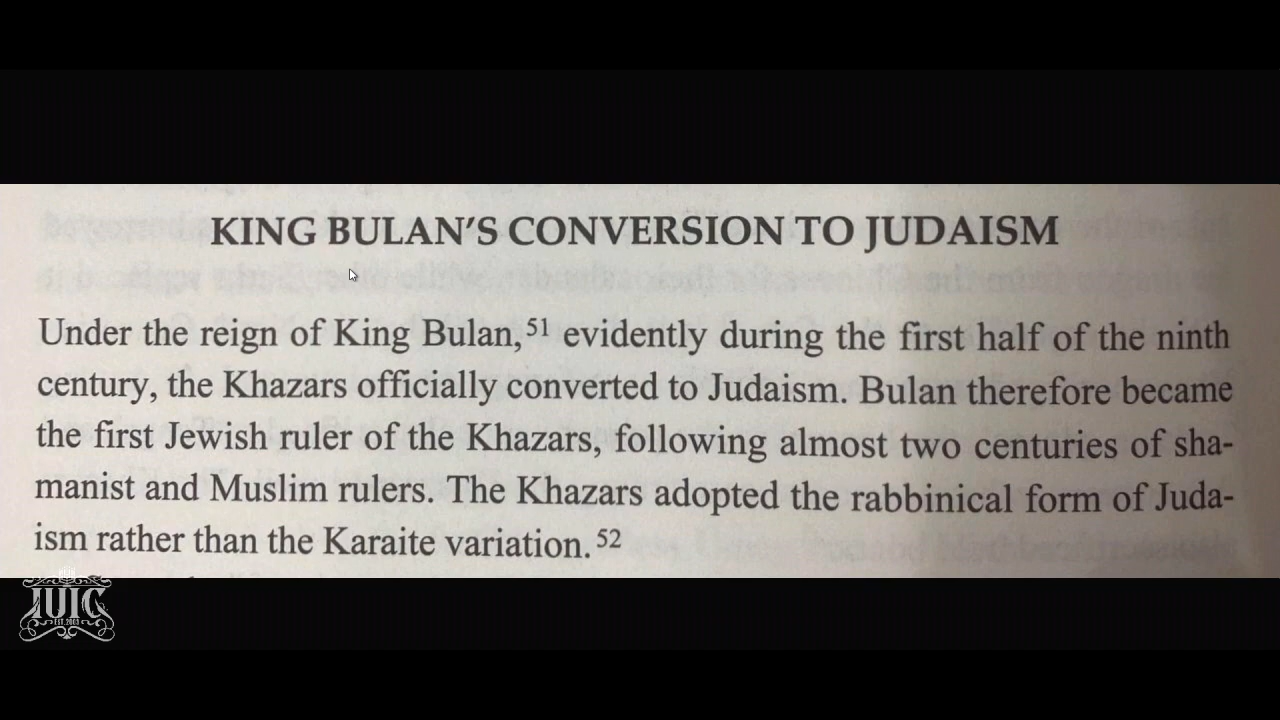 KING BULAN'S CONVERSION TO JUDAISM
Under the reign of King Bulan,51 evidently during the first half of the ninth
century, the Khazars officially converted to Judaism. Bulan therefore became
the first Jewish ruler of the Khazars, following almost two centuries of sha-
manist and Muslim rulers. The Khazars adopted the rabbinical form of Juda-
ism rather than the Karaite variation.52
IUIC
EST.2003